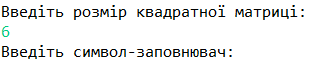 Введіть розмір квадратної матриці:
6
Введіть символ-заповнювач: